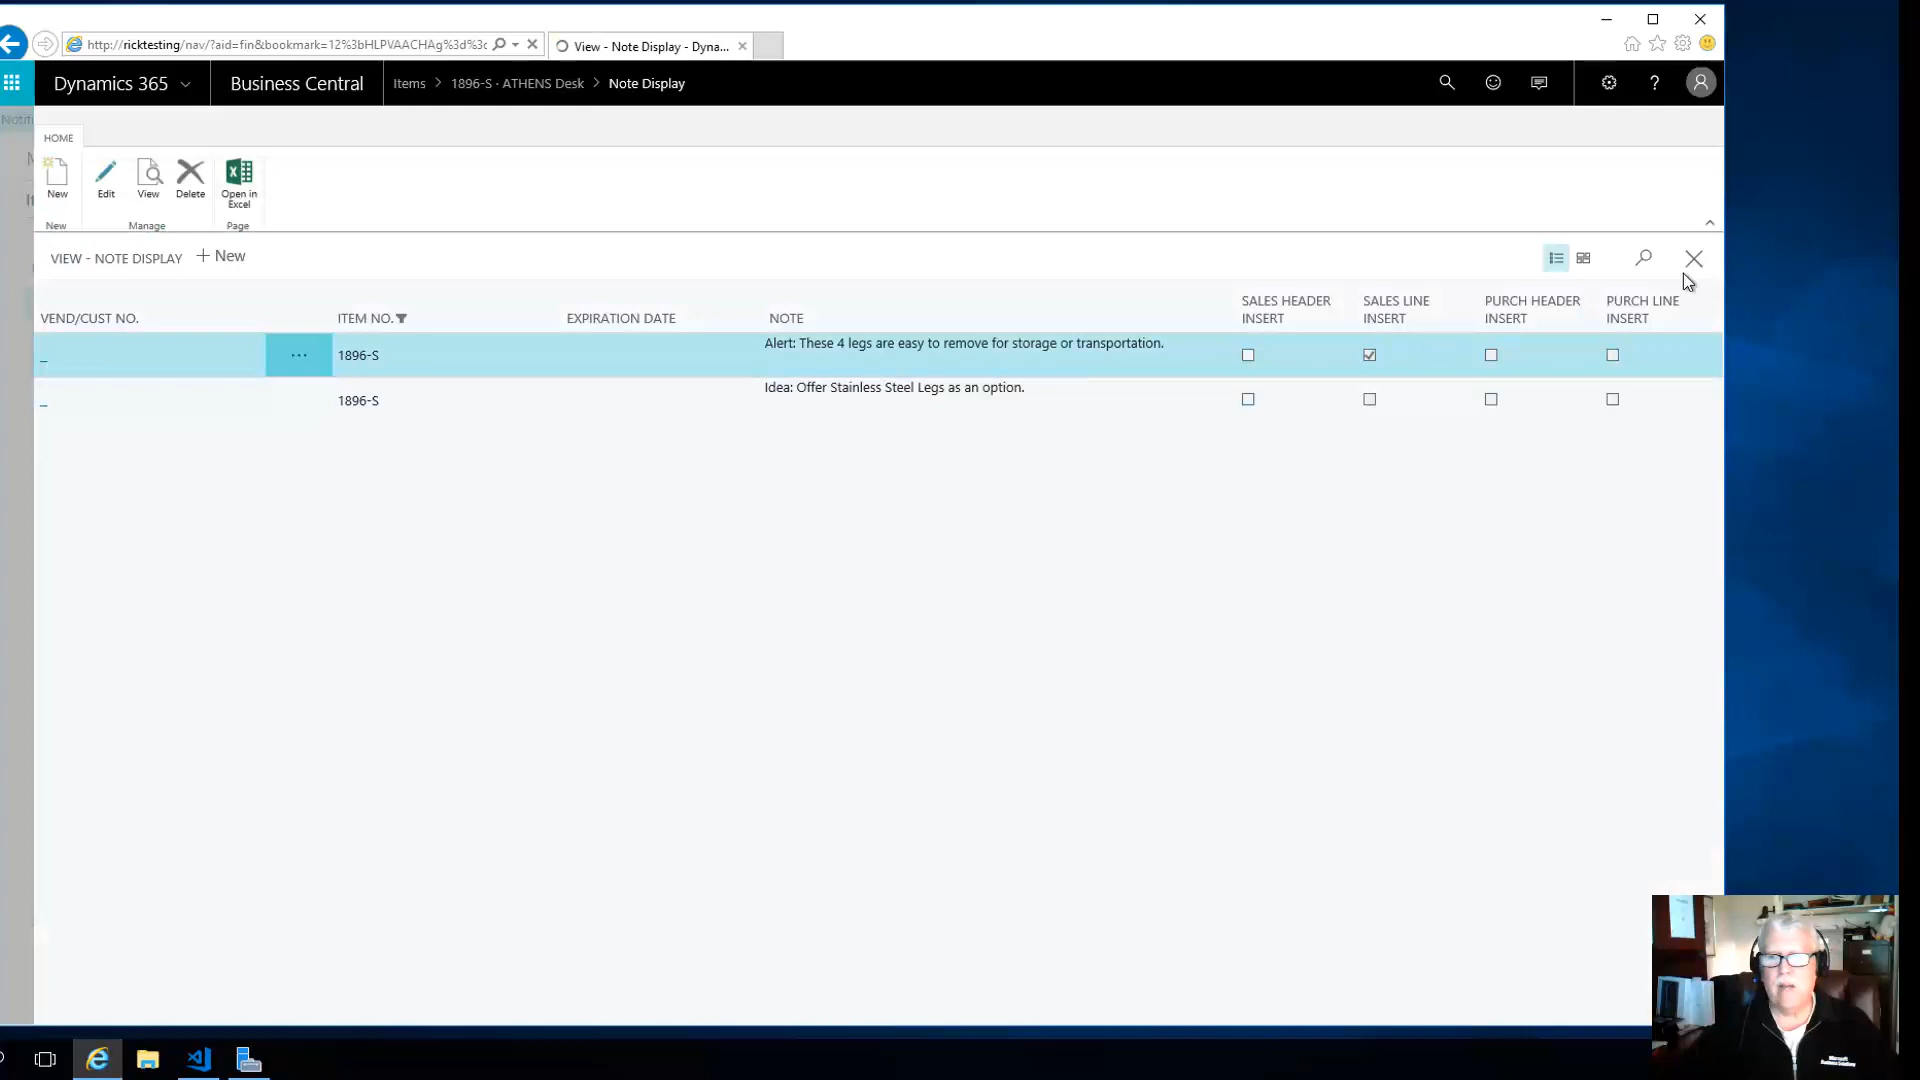 http://ricktesting/nav/?aid=fin&bookmark=12%3bHLPVAACHAg%3d%3c
View - Note Display - Dyna...
Dynamics 365
Business Central
Items > 1896-S · ATHENS Desk > Note Display
?
HOME
New
Edit
View
Delete
Open in
Excel
New
Manage
Page
VIEW - NOTE DISPLAY
+ New
VEND/CUST NO.
ITEM NO.
EXPIRATION DATE
NOTE
SALES HEADER
INSERT
SALES LINE
INSERT
PURCH HEADER
INSERT
PURCH LINE
INSERT
_
...
1896-S
Alert: These 4 legs are easy to remove for storage or transportation.
_
1896-S
Idea: Offer Stainless Steel Legs as an option.
Microsoft
Business Solutions